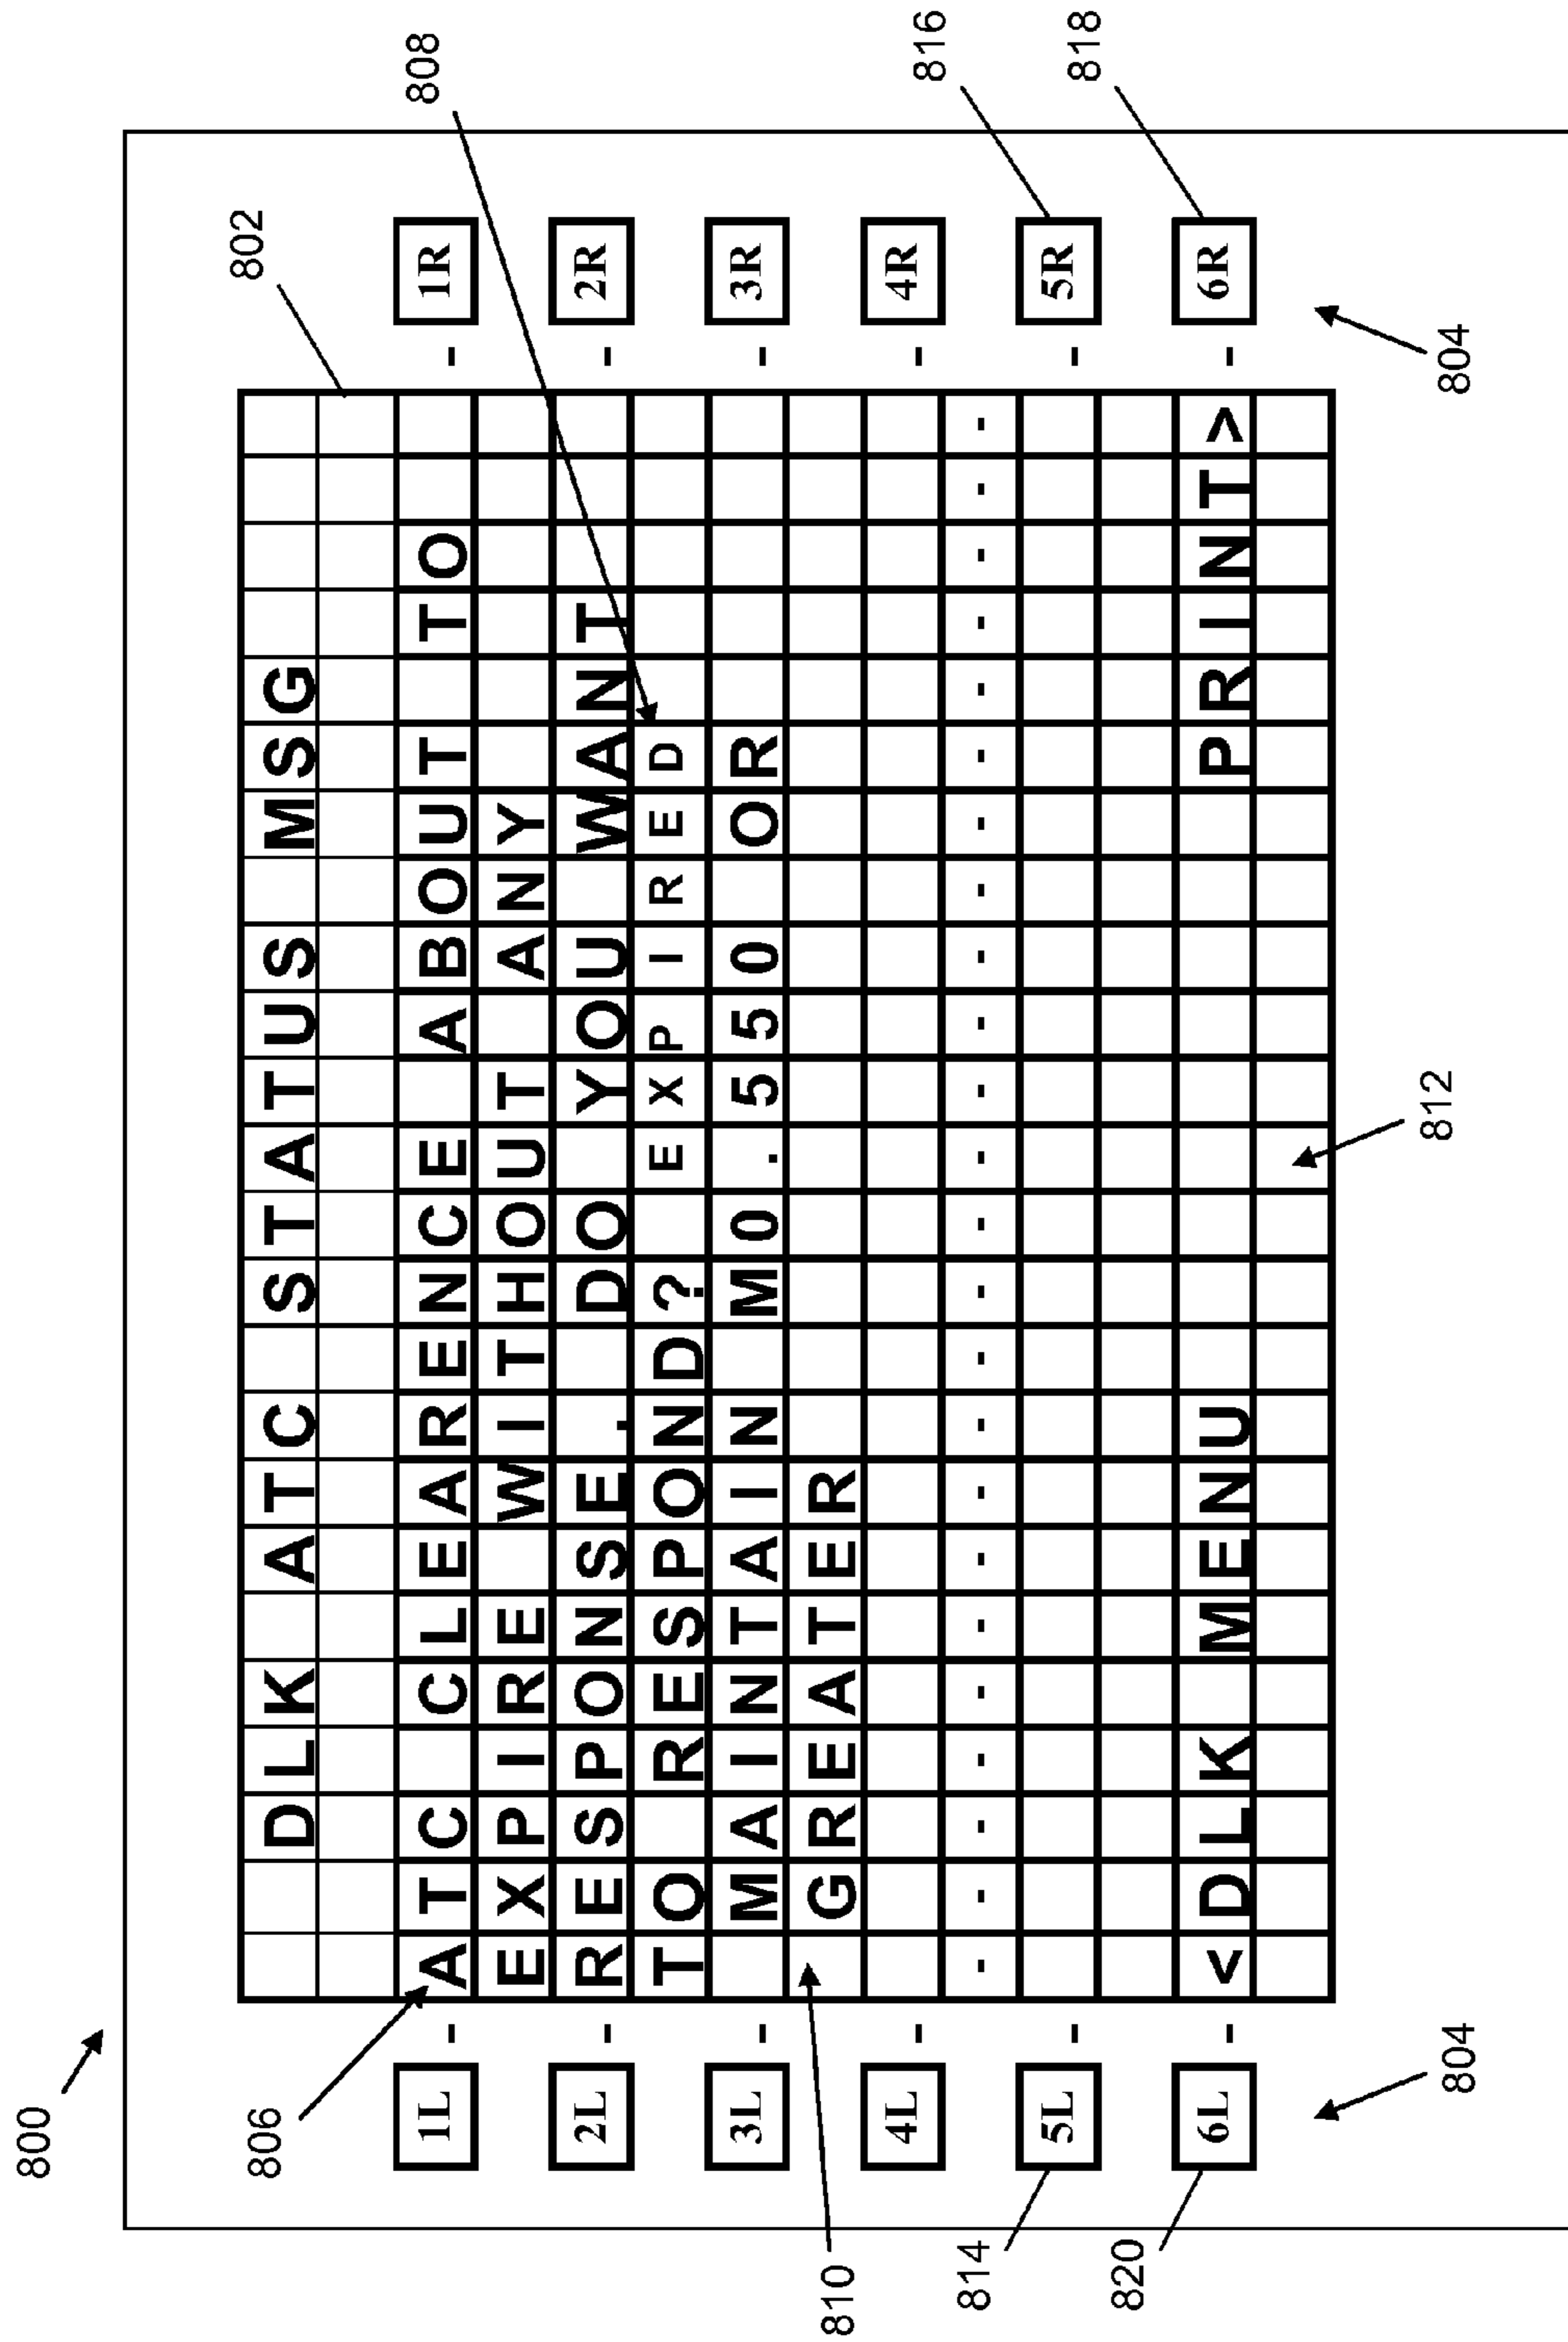 800
802
808
DLK ATC STATUS MSG
806
1L - ATC CLEARENCE ABOUT TO - 1R
EXPIRE WITHOUT ANY
2L - RESPONSE. DO YOU WANT - 2R
TO RESPOND? EXPIRED
3L - MAINTAIN M0.550 OR - 3R
GREATER
4L - - 4R
810
------------------------
814
5L - - 5R
816
820
6L - <DLK MENU PRINT> - 6R
818
804
812
804